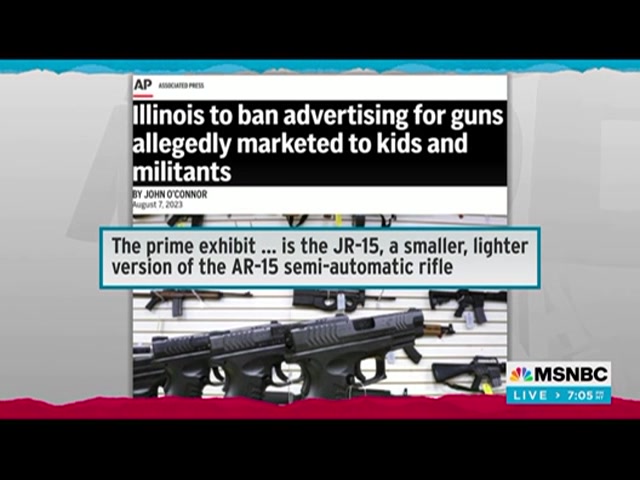 AP ASSOCIATED PRESS
Illinois to ban advertising for guns
allegedly marketed to kids and
militants
BY JOHN O'CONNOR
August 7, 2023
The prime exhibit ... is the JR-15, a smaller, lighter
version of the AR-15 semi-automatic rifle
MSNBC
LIVE > 7:05 PM
MT